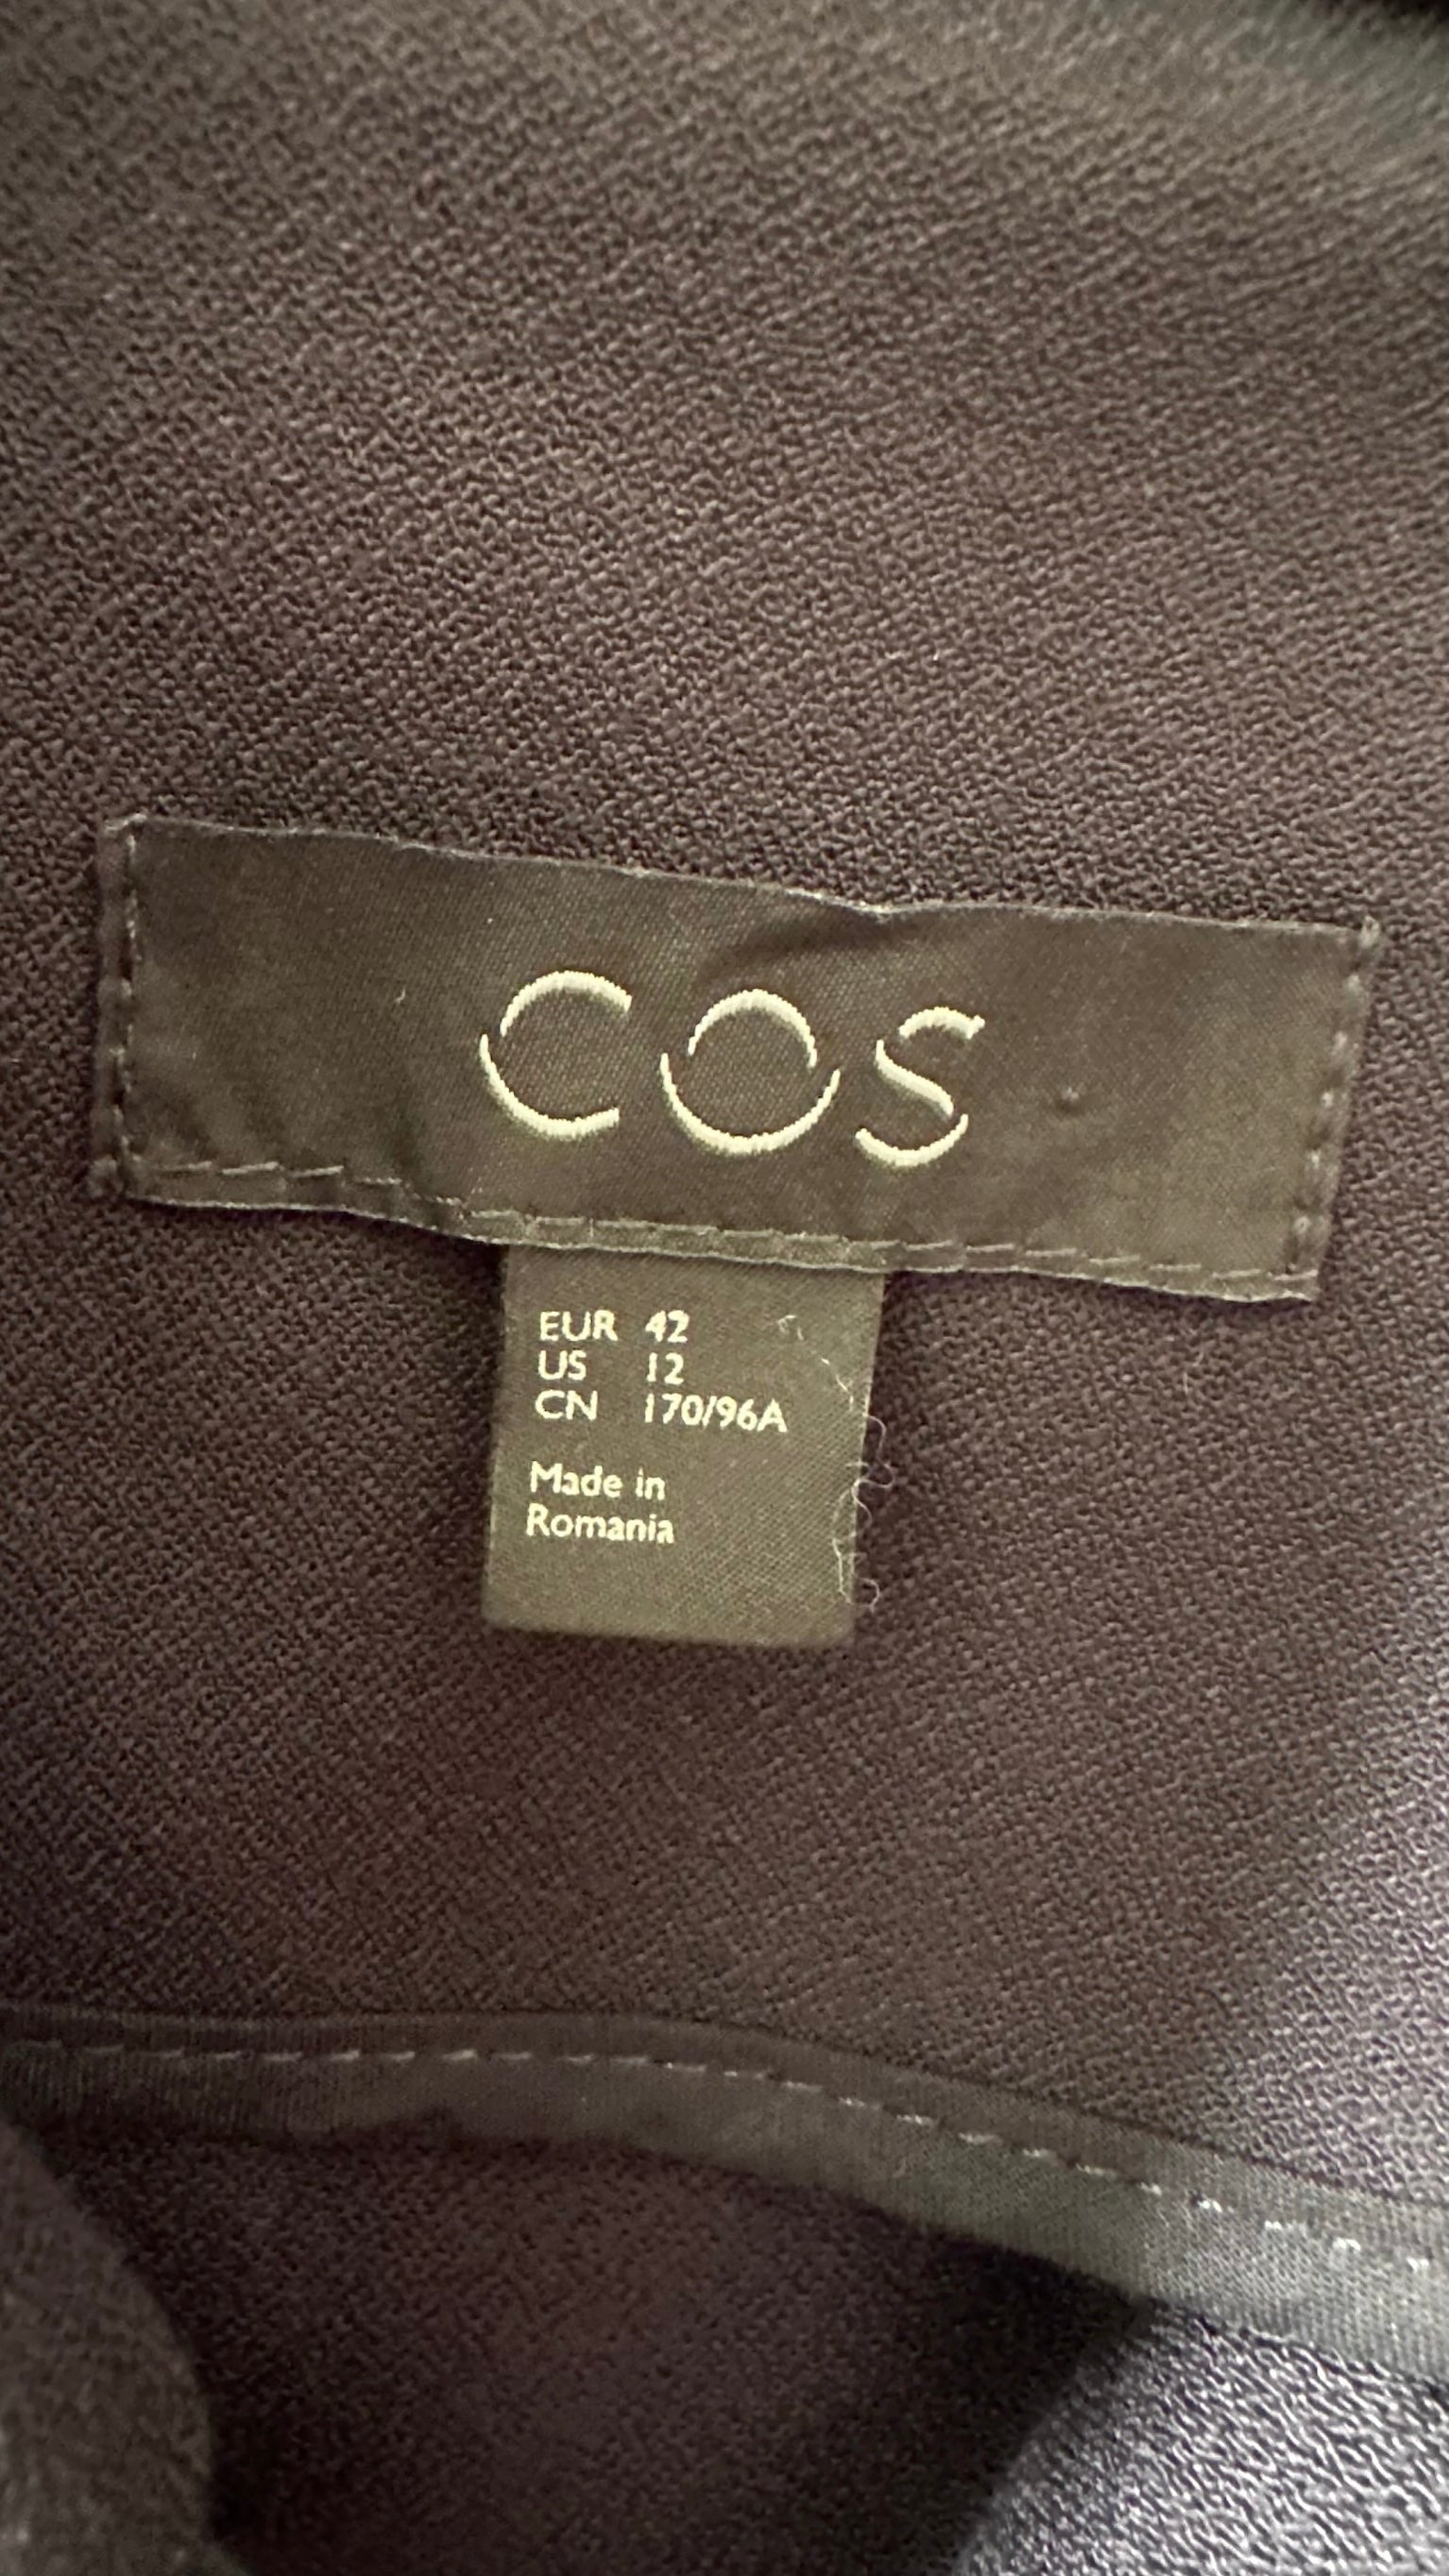 COS
EUR 42
US 12
CN 170/96A
Made in
Romania